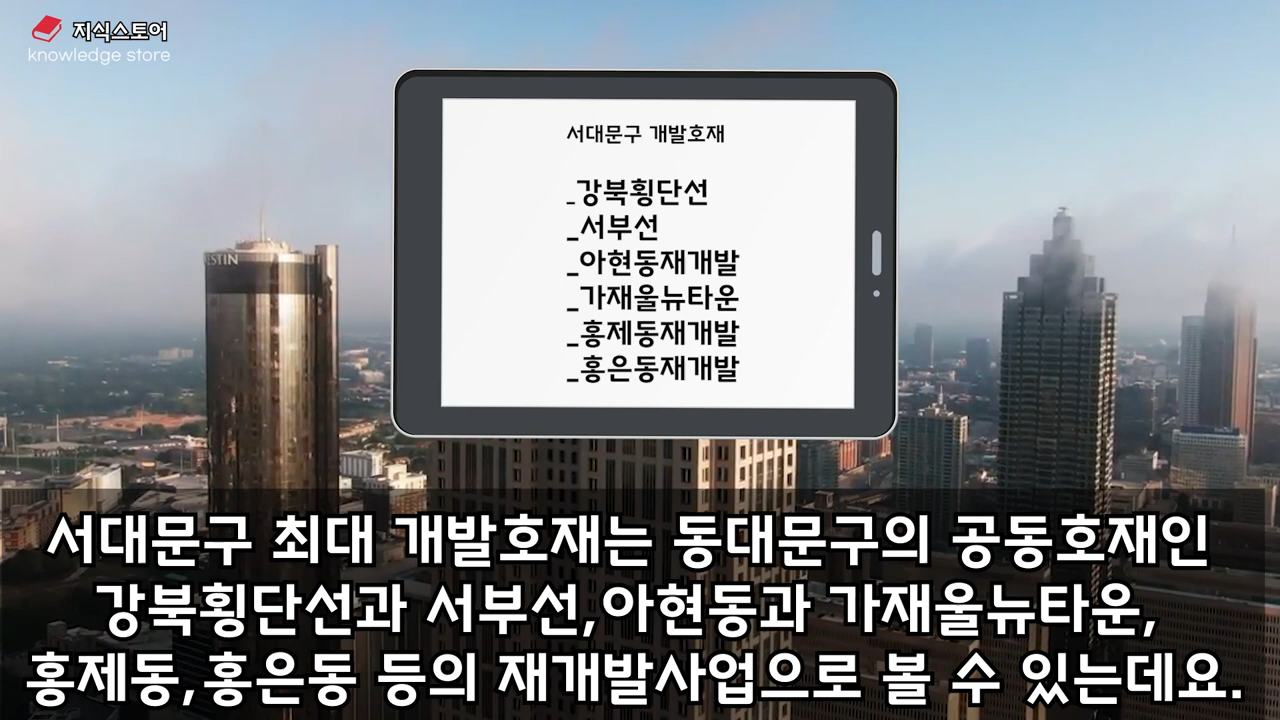 지식스토어
knowledge store
서대문구 개발호재
_강북횡단선
_서부선
_아현동재개발
_가재울뉴타운
_홍제동재개발
_홍은동재개발
ESTIN
서대문구 최대 개발호재는 동대문구의 공동호재인
강북횡단선과 서부선,아현동과 가재울뉴타운,
홍제동,홍은동 등의 재개발사업으로 볼 수 있는데요.